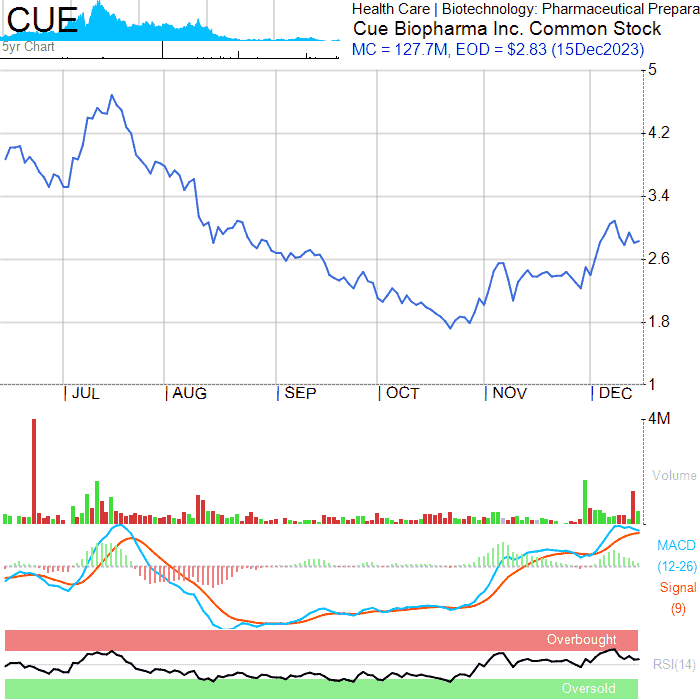 CUE
5yr Chart
Health Care | Biotechnology: Pharmaceutical Prepara
Cue Biopharma Inc. Common Stock
MC = 127.7M, EOD = $2.83 (15Dec2023)
5
4.2
3.4
2.6
1.8
1
JUL
AUG
SEP
OCT
NOV
DEC
4M
Volume
MACD
(12-26)
Signal
(9)
Overbought
RSI(14)
Oversold